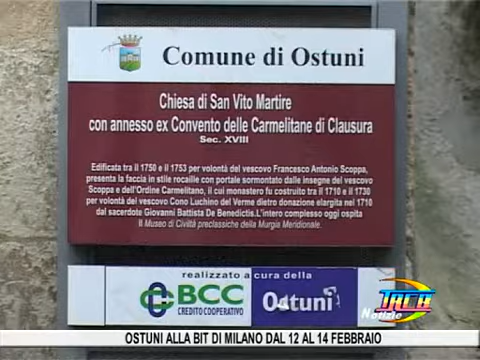 Comune di Ostuni
Chiesa di San Vito Martire
con annesso ex Convento delle Carmelitane di Clausura
Sec. XVIII
Edificata tra il 1750 e il 1753 per volontà del vescovo Francesco Antonio Scoppa,
presenta la faccia in stile rocaille con portale sormontato dalle insegne del vescovo
Scoppa e dell'Ordine Carmelitano, il cui monastero fu costruito tra il 1710 e il 1730
per volontà del vescovo Cono Luchino del Verme dietro donazione elargita nel 1710
dal sacerdote Giovanni Battista De Benedictis.L'intero complesso oggi ospita
il Museo di Civiltà preclassiche della Murgia Meridionale.
realizzato a cura della
BCC
CREDITO COOPERATIVO
Ostuni
TRCB
Notizie
OSTUNI ALLA BIT DI MILANO DAL 12 AL 14 FEBBRAIO